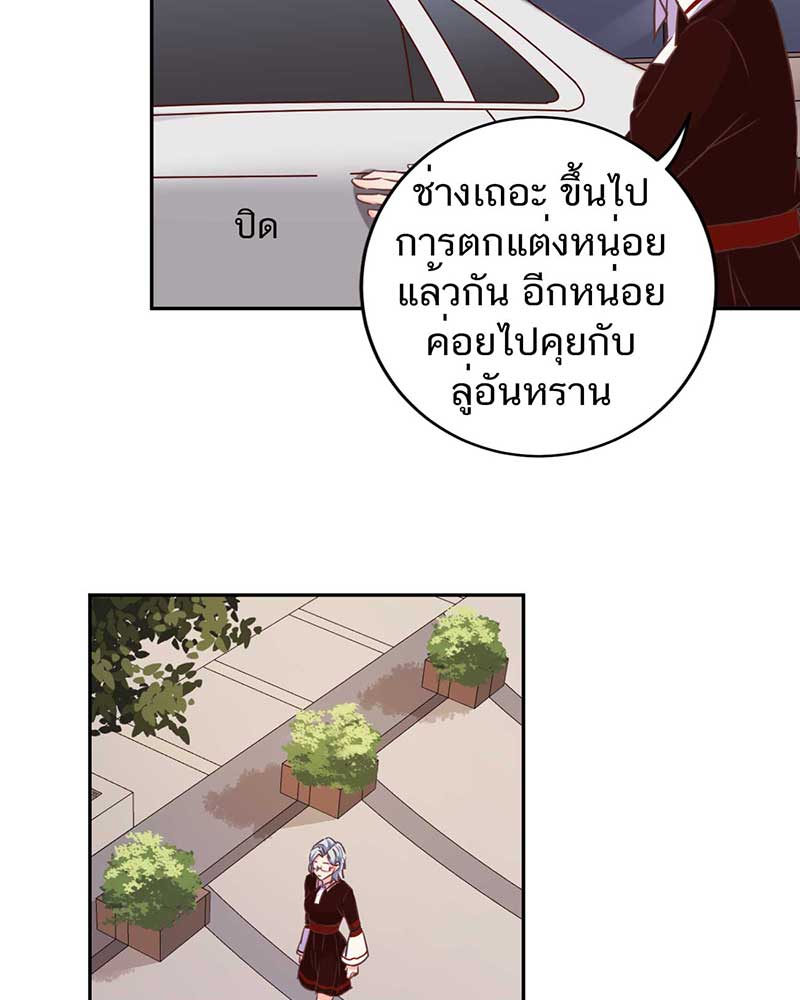 ปิด
ช่างเถอะ ขึ้นไป
การตกแต่งหน่อย
แล้วกัน อีกหน่อย
ค่อยไปคุยกับ
ลู่อันหราน